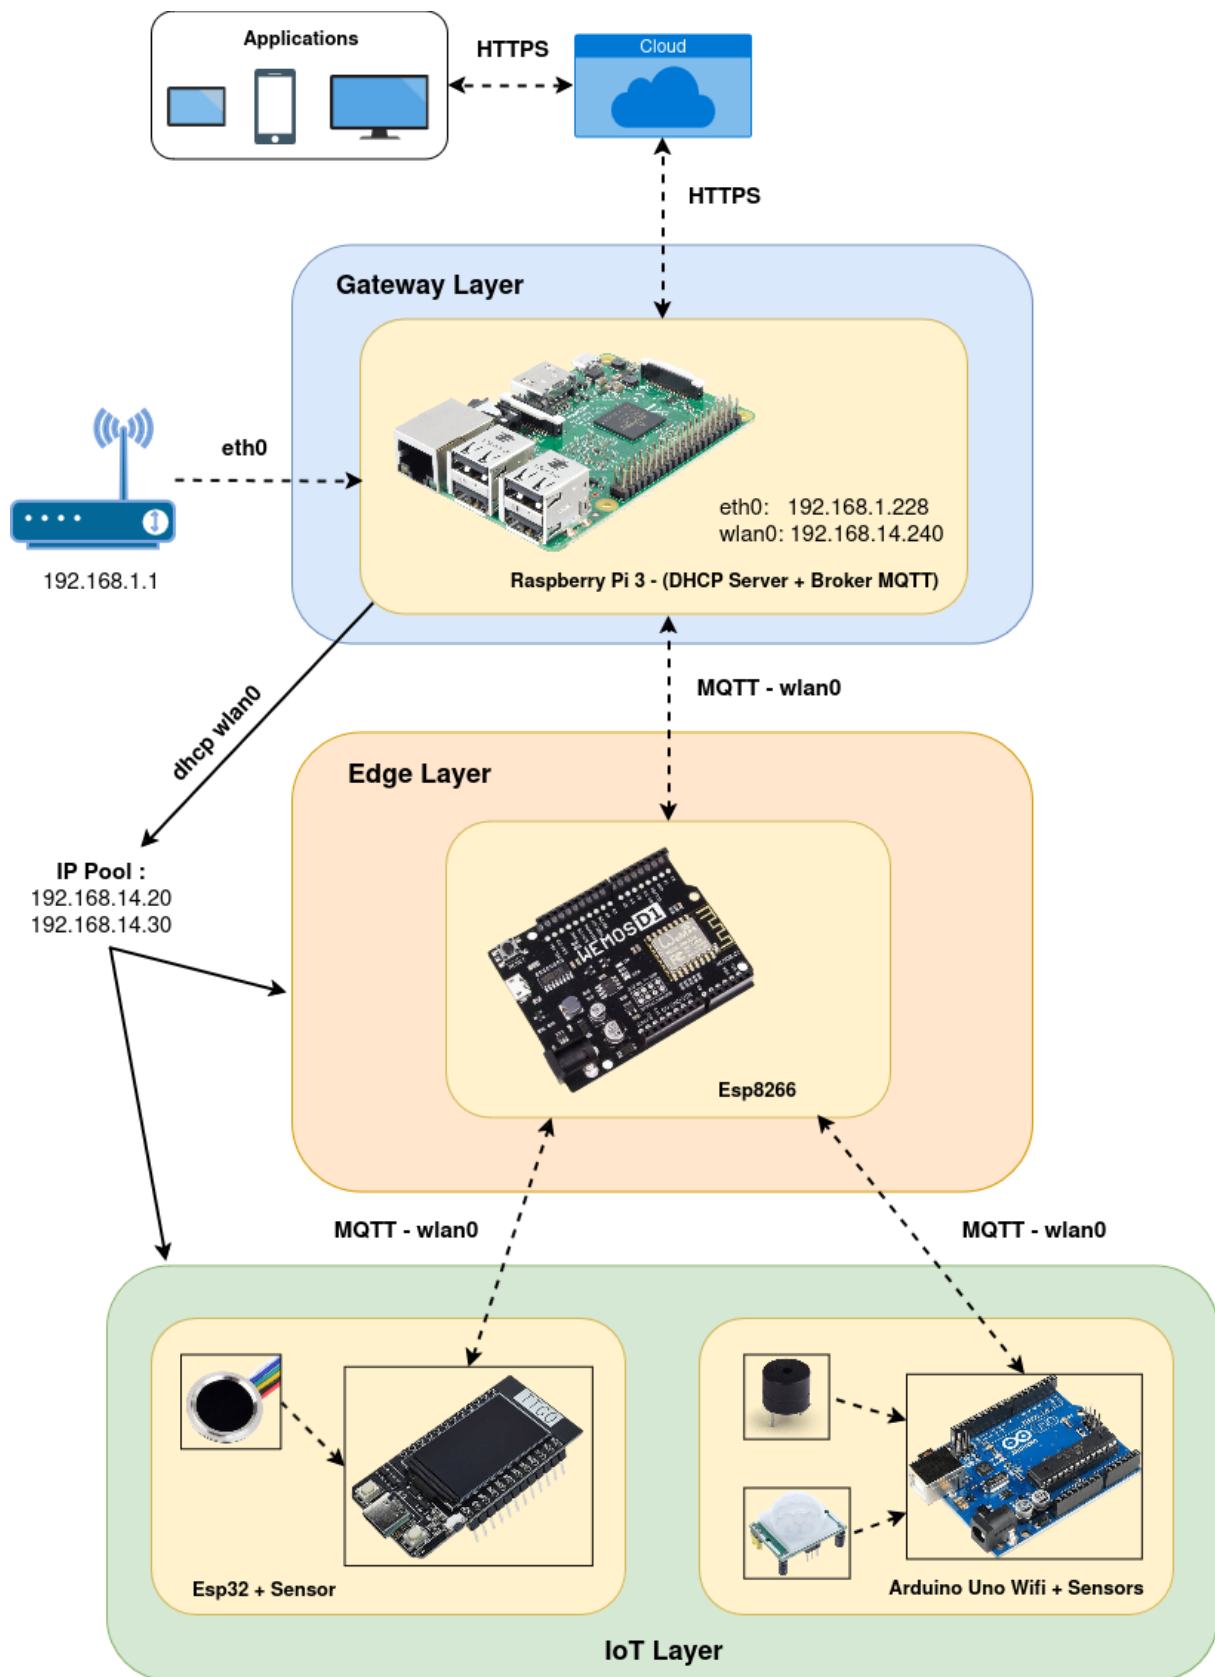 Applications
HTTPS
Cloud
HTTPS
Gateway Layer
eth0
eth0: 192.168.1.228
wlan0: 192.168.14.240
192.168.1.1
Raspberry Pi 3 - (DHCP Server + Broker MQTT)
MQTT - wlan0
dhcp wlan0
Edge Layer
IP Pool :
192.168.14.20
192.168.14.30
WEMOS D1
Esp8266
MQTT - wlan0
MQTT - wlan0
TTGO
UNO
Esp32 + Sensor
Arduino Uno Wifi + Sensors
IoT Layer